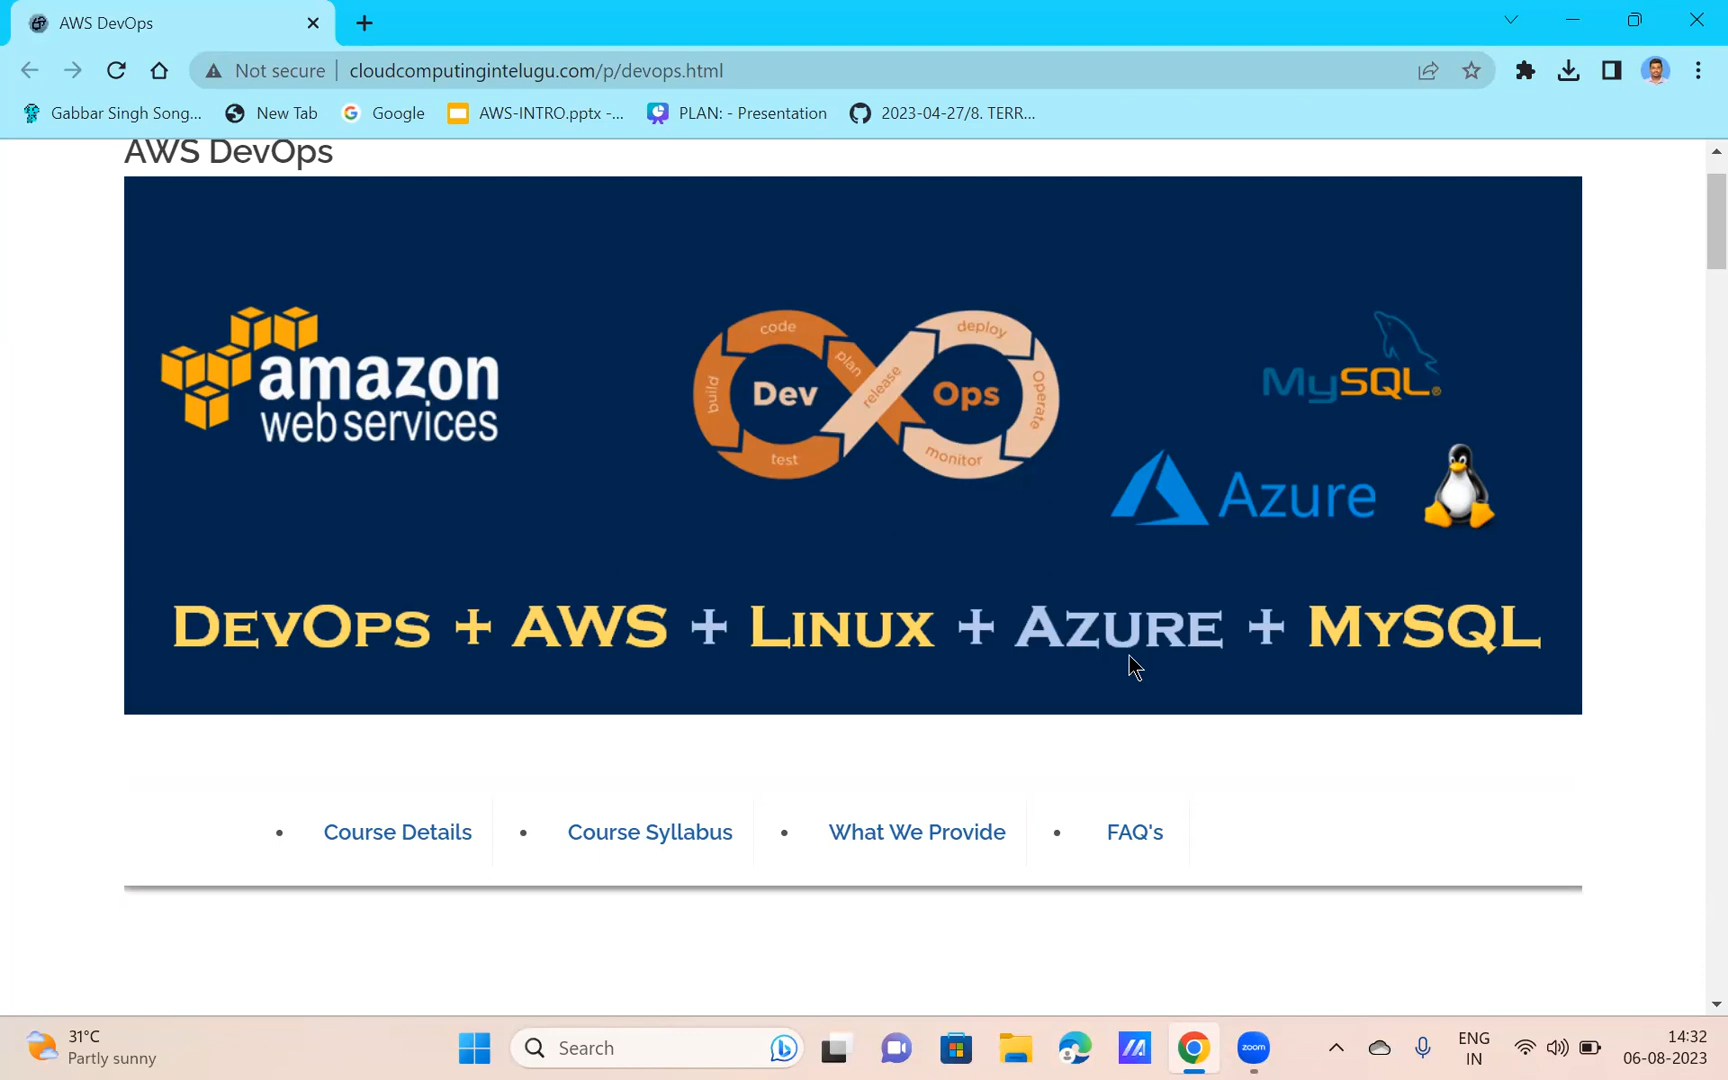 AWS DevOps
Not secure
cloudcomputingintelugu.com/p/devops.html
Gabbar Singh Song...
New Tab
Google
AWS-INTRO.pptx -...
PLAN: - Presentation
2023-04-27/8. TERR...
AWS DevOps
amazon
web services
code
plan
build
test
Dev
release
deploy
Ops
Operate
monitor
MySQL®
Azure
DevOps + AWS + Linux + Azure + MySQL
• Course Details
• Course Syllabus
• What We Provide
• FAQ's
31°C
Partly sunny
Search
zoom
ENG
IN
14:32
06-08-2023